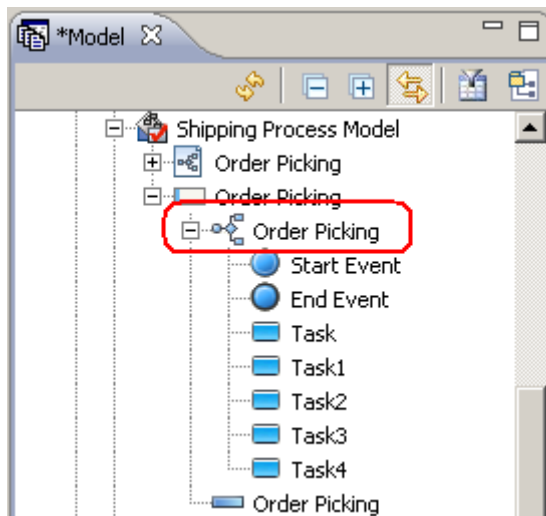 *Model
Shipping Process Model
Order Picking
Order Picking
Order Picking
Start Event
End Event
Task
Task1
Task2
Task3
Task4
Order Picking